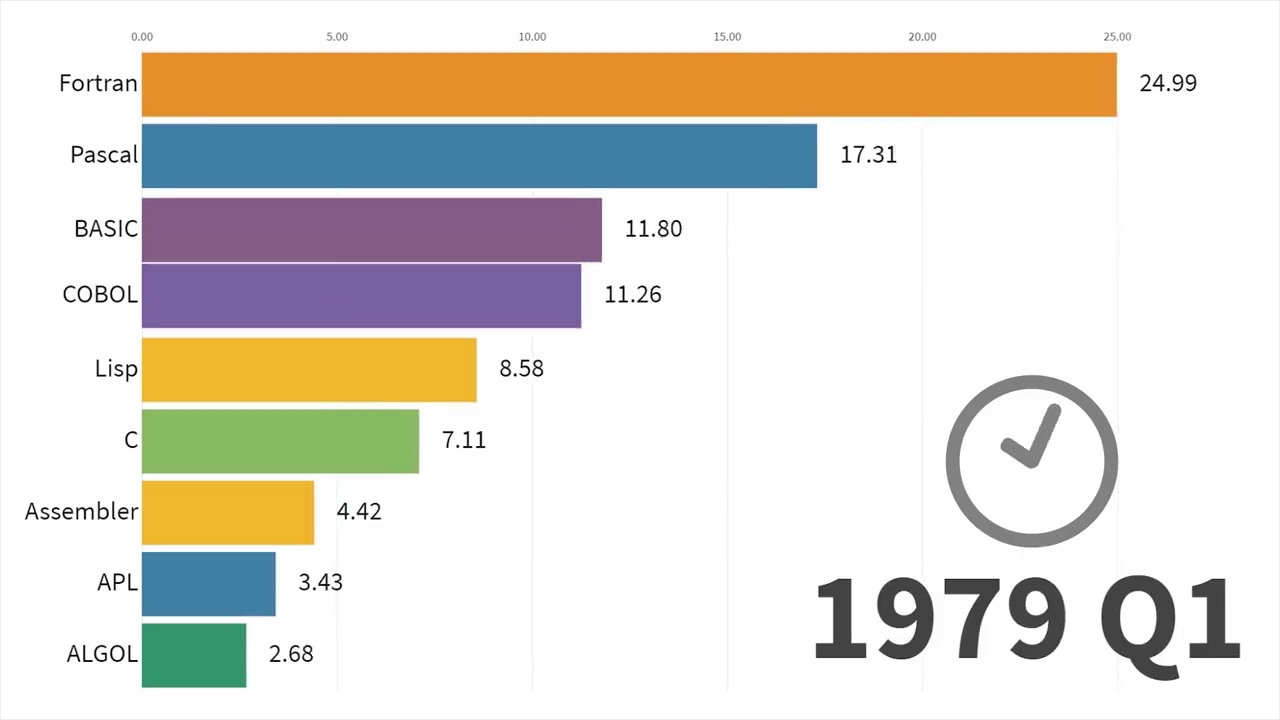 0.00 5.00 10.00 15.00 20.00 25.00
Fortran 24.99
Pascal 17.31
BASIC 11.80
COBOL 11.26
Lisp 8.58
C 7.11
Assembler 4.42
APL 3.43
ALGOL 2.68
1979 Q1